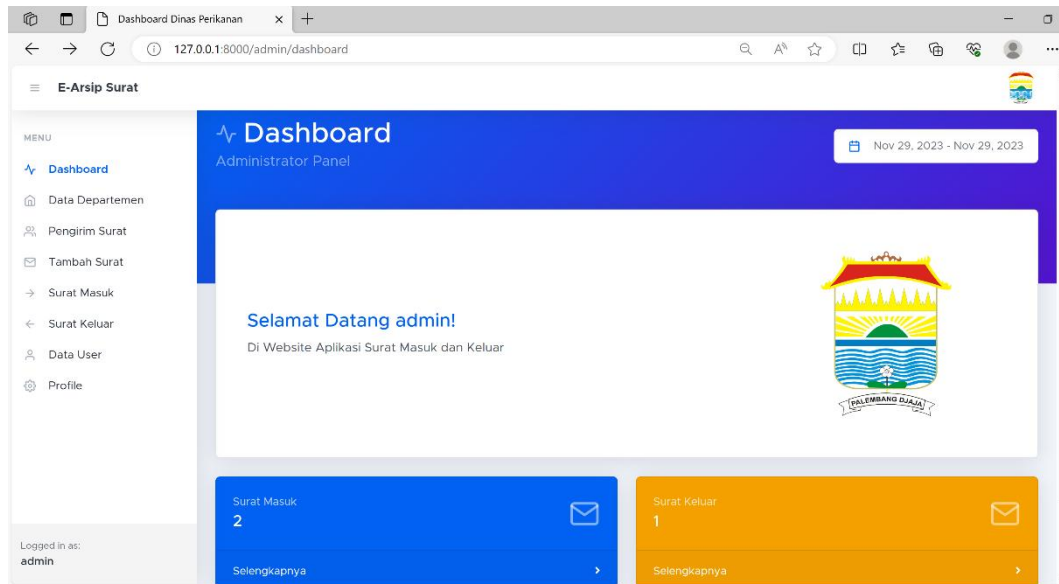 Dashboard Dinas Perikanan
127.0.0.1:8000/admin/dashboard
E-Arsip Surat
MENU
Dashboard
Data Departemen
Pengirim Surat
Tambah Surat
Surat Masuk
Surat Keluar
Data User
Profile
Logged in as:
admin
Dashboard
Administrator Panel
Nov 29, 2023 - Nov 29, 2023
Selamat Datang admin!
Di Website Aplikasi Surat Masuk dan Keluar
PALEMBANG DJAJA
Surat Masuk
2
Selengkapnya
Surat Keluar
1
Selengkapnya